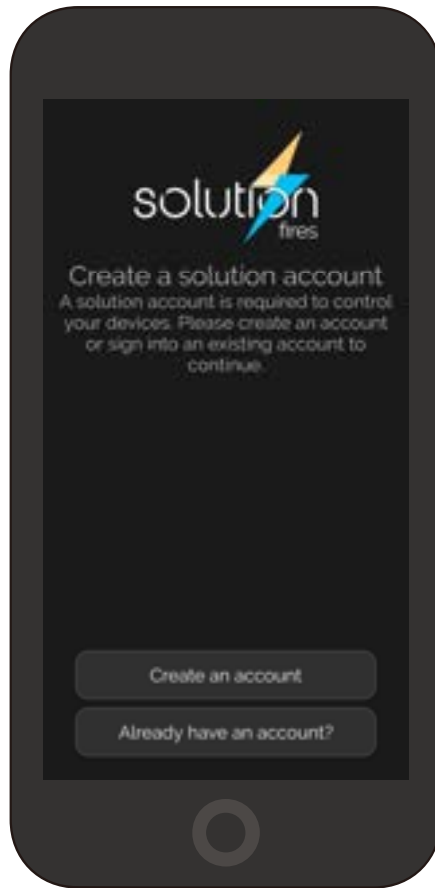 solution
fires
Create a solution account
A solution account is required to control
your devices. Please create an account
or sign into an existing account to
continue.
Create an account
Already have an account?